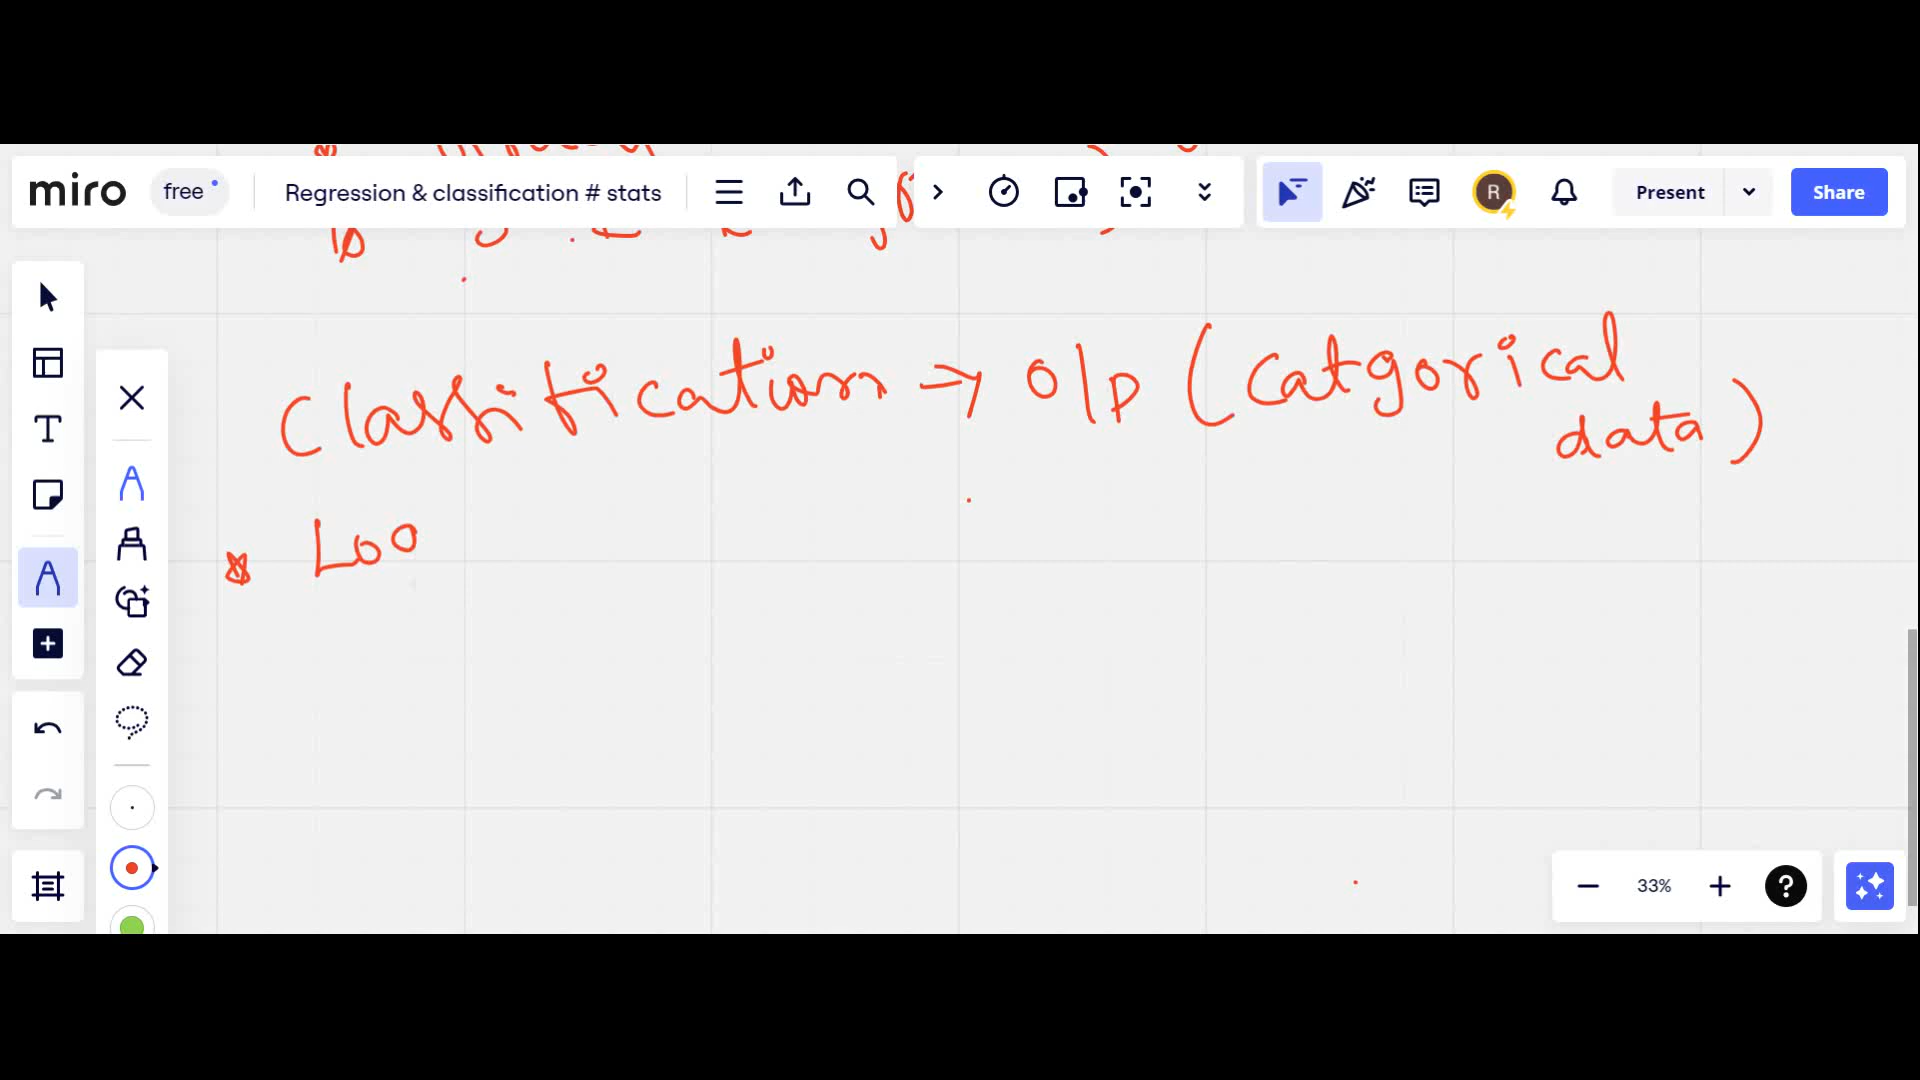 miro free Regression & classification # stats Present Share
Classification → O/P (Catgorical
data)
* Loo
33%